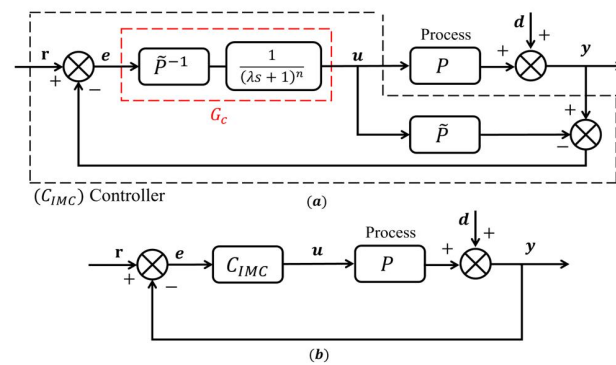 Process
d
r
e
P̃⁻¹
1
(λs + 1)ⁿ
u
P
+
+
y
+
−
G_c
+
P̃
−
(C_IMC) Controller
(a)
Process
d
r
e
C_IMC
u
P
+
+
y
+
−
(b)